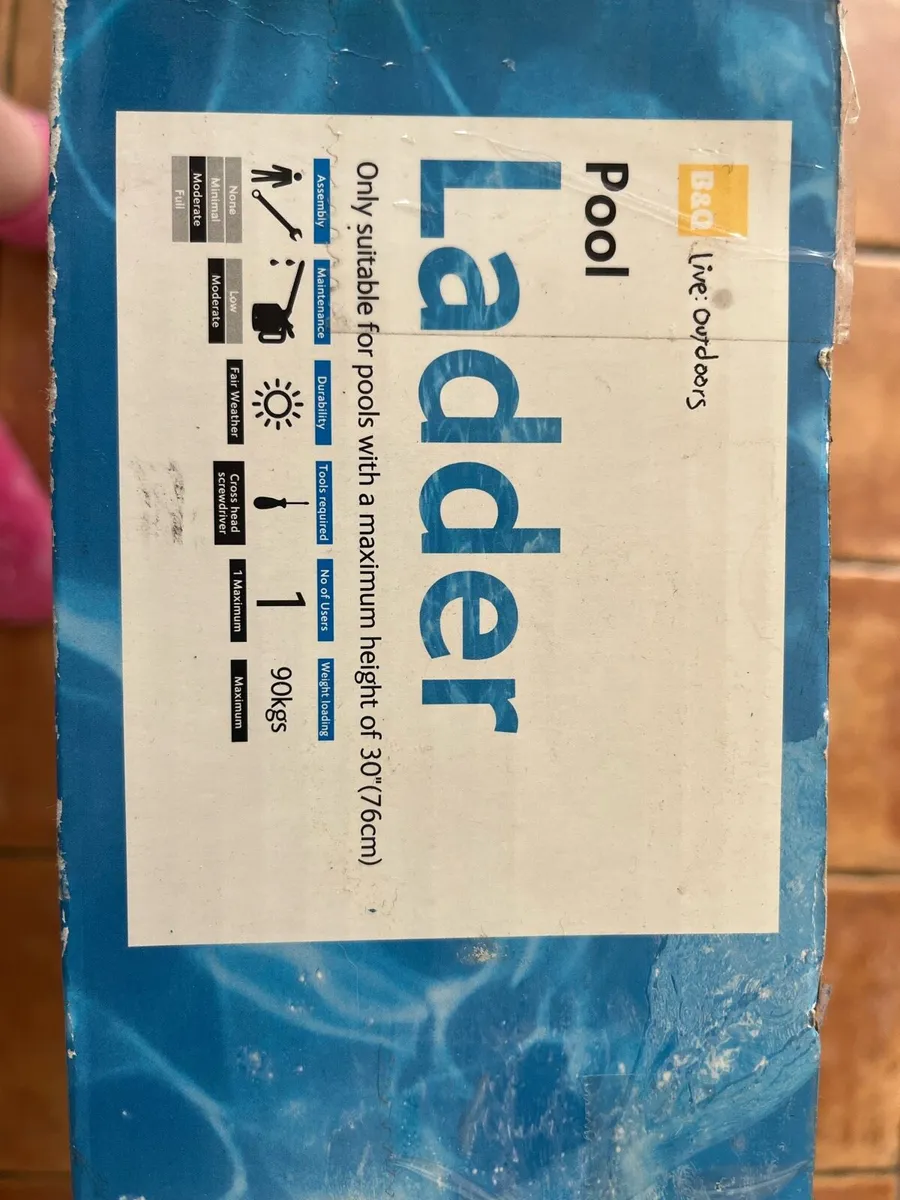 B&Q Live: Outdoors
Pool
Ladder
Only suitable for pools with a maximum height of 30"(76cm)
Assembly Maintenance Durability Tools required No of Users Weight loading
1 90kgs
None Low Fair Weather Cross head 1 Maximum Maximum
Minimal Moderate screwdriver
Moderate
Full